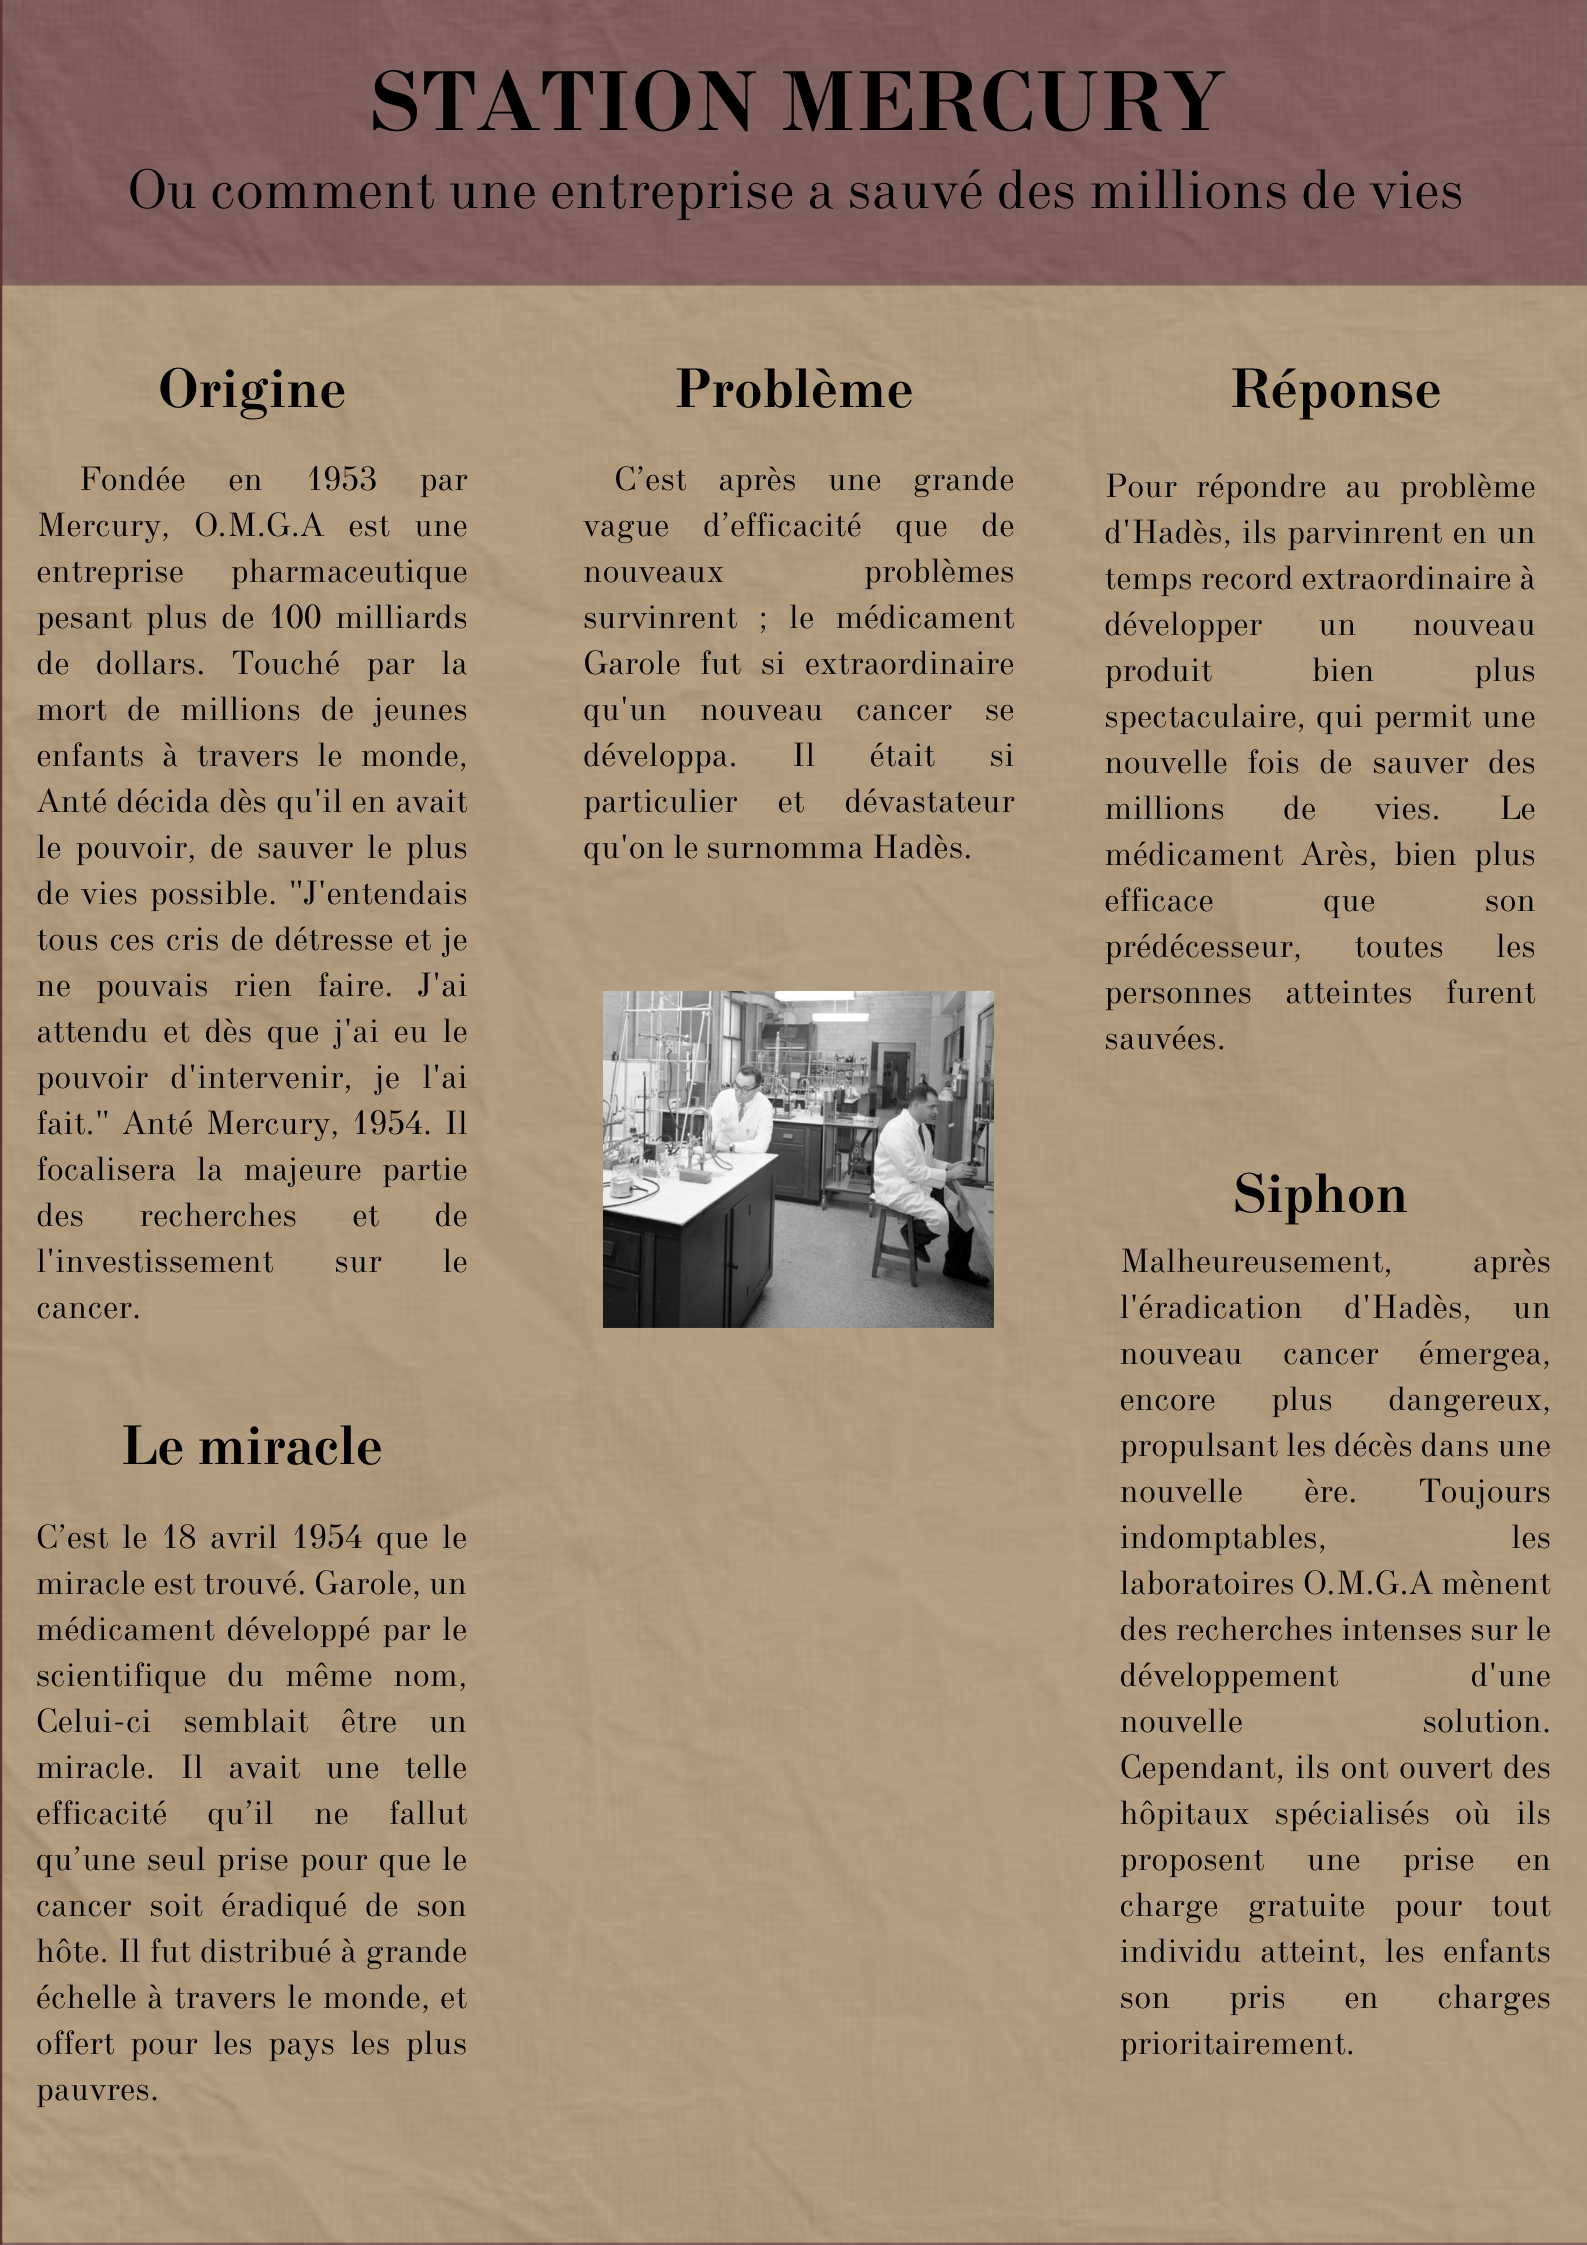 STATION MERCURY
Ou comment une entreprise a sauvé des millions de vies
Origine
Fondée en 1953 par
Mercury, O.M.G.A est une
entreprise pharmaceutique
pesant plus de 100 milliards
de dollars. Touché par la
mort de millions de jeunes
enfants à travers le monde,
Anté décida dès qu'il en avait
le pouvoir, de sauver le plus
de vies possible. "J'entendais
tous ces cris de détresse et je
ne pouvais rien faire. J'ai
attendu et dès que j'ai eu le
pouvoir d'intervenir, je l'ai
fait." Anté Mercury, 1954. Il
focalisera la majeure partie
des recherches et de
l'investissement sur le
cancer.
Le miracle
C’est le 18 avril 1954 que le
miracle est trouvé. Garole, un
médicament développé par le
scientifique du même nom,
Celui-ci semblait être un
miracle. Il avait une telle
efficacité qu’il ne fallut
qu’une seul prise pour que le
cancer soit éradiqué de son
hôte. Il fut distribué à grande
échelle à travers le monde, et
offert pour les pays les plus
pauvres.
Problème
C’est après une grande
vague d’efficacité que de
nouveaux problèmes
survinrent ; le médicament
Garole fut si extraordinaire
qu'un nouveau cancer se
développa. Il était si
particulier et dévastateur
qu'on le surnomma Hadès.
Réponse
Pour répondre au problème
d'Hadès, ils parvinrent en un
temps record extraordinaire à
développer un nouveau
produit bien plus
spectaculaire, qui permit une
nouvelle fois de sauver des
millions de vies. Le
médicament Arès, bien plus
efficace que son
prédécesseur, toutes les
personnes atteintes furent
sauvées.
Siphon
Malheureusement, après
l'éradication d'Hadès, un
nouveau cancer émergea,
encore plus dangereux,
propulsant les décès dans une
nouvelle ère. Toujours
indomptables, les
laboratoires O.M.G.A mènent
des recherches intenses sur le
développement d'une
nouvelle solution.
Cependant, ils ont ouvert des
hôpitaux spécialisés où ils
proposent une prise en
charge gratuite pour tout
individu atteint, les enfants
son pris en charges
prioritairement.